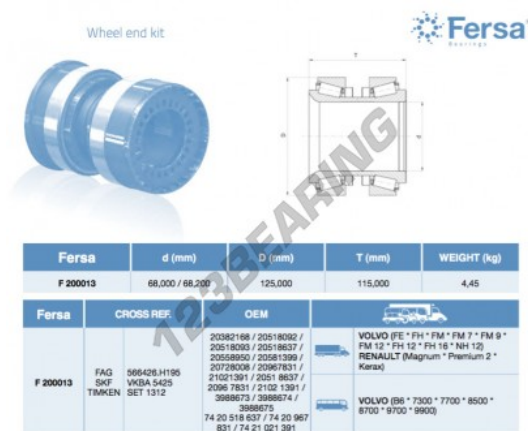 Wheel end kit
Fersa
Bearings
T
D
d
123BEARING
Fersa d (mm) D (mm) T (mm) WEIGHT (kg)
F 200013 68,000 / 68,200 125,000 115,000 4,45
Fersa CROSS REF. OEM
F 200013
FAG 566426.H195
SKF VKBA 5425
TIMKEN SET 1312
20382168 / 20518092 /
20518093 / 20518637 /
20558950 / 20581399 /
20728008 / 20967831 /
21021391 / 2051 8637 /
2096 7831 / 2102 1391 /
3988673 / 3988674 /
3988675
74 20 518 637 / 74 20 967
831 / 74 21 021 391
VOLVO (FE * FH * FM * FM 7 * FM 9 *
FM 12 * FH 12 * FH 16 * NH 12)
RENAULT (Magnum * Premium 2 *
Kerax)
VOLVO (B6 * 7300 * 7700 * 8500 *
8700 * 9700 * 9900)